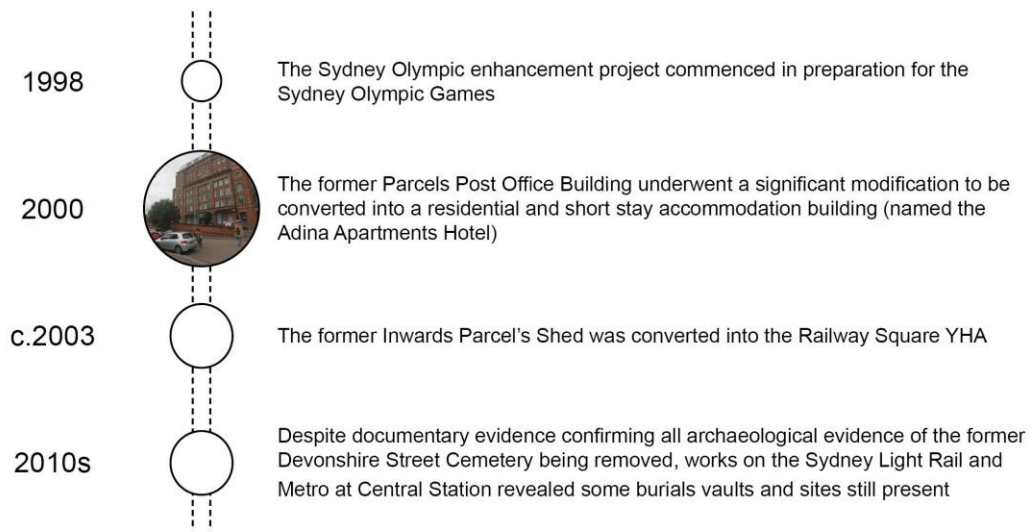 1998
The Sydney Olympic enhancement project commenced in preparation for the
Sydney Olympic Games
2000
The former Parcels Post Office Building underwent a significant modification to be
converted into a residential and short stay accommodation building (named the
Adina Apartments Hotel)
c.2003
The former Inwards Parcel’s Shed was converted into the Railway Square YHA
2010s
Despite documentary evidence confirming all archaeological evidence of the former
Devonshire Street Cemetery being removed, works on the Sydney Light Rail and
Metro at Central Station revealed some burials vaults and sites still present